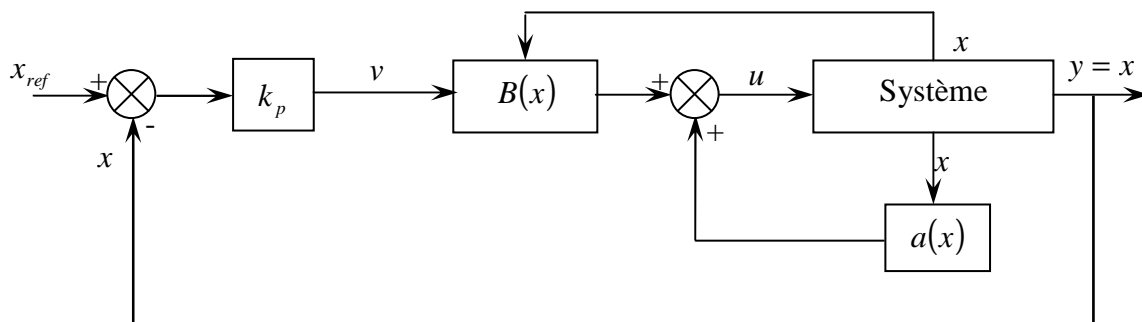 x
x_ref
+
-
x
k_p
v
B(x)
+
+
u
Système
y = x
x
a(x)